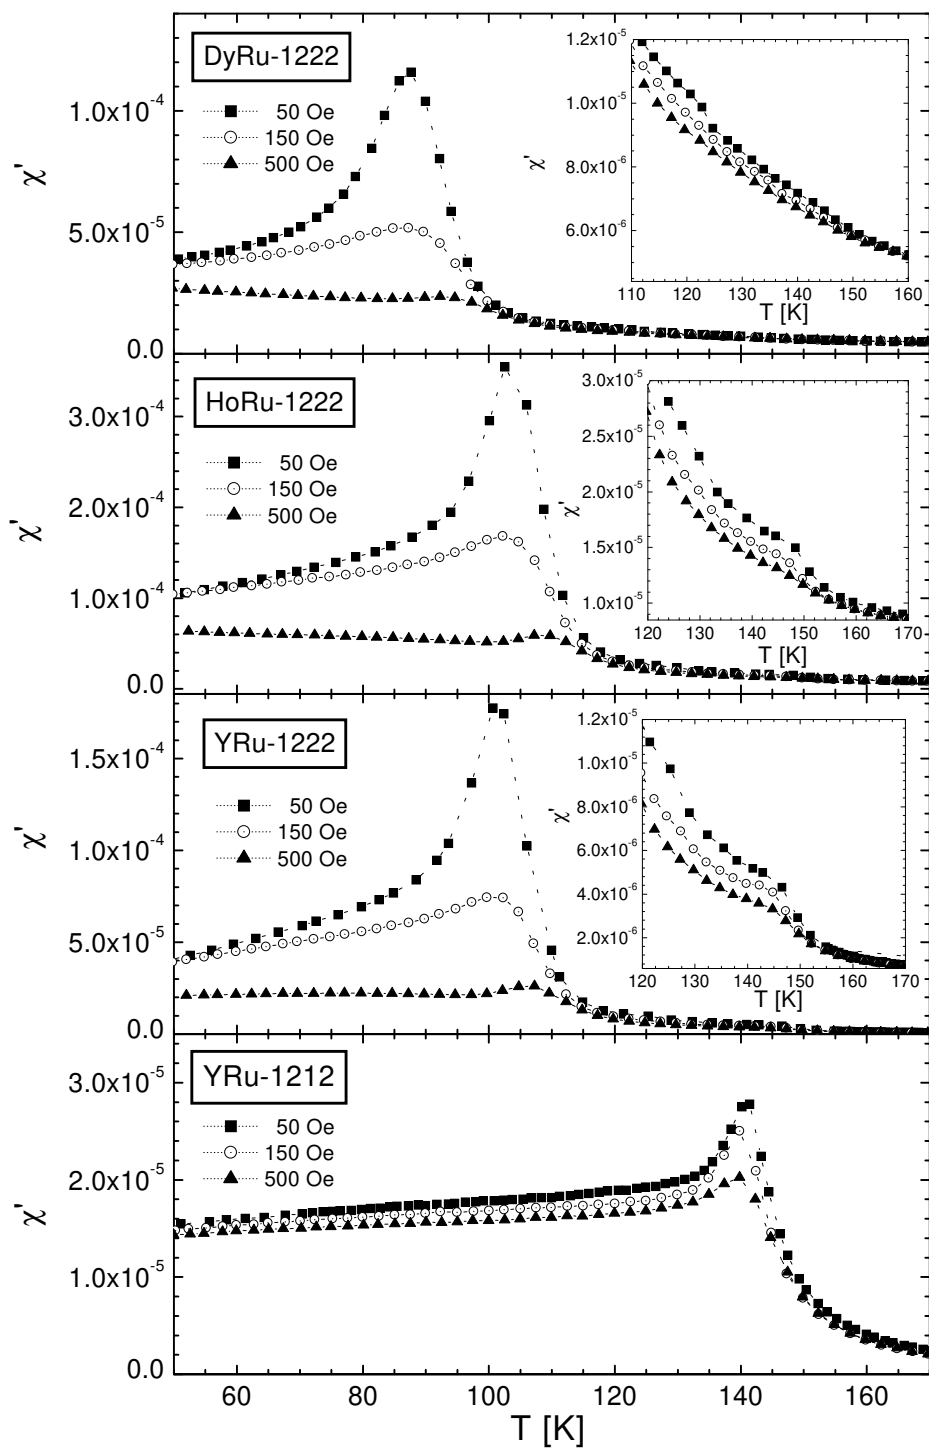 DyRu-1222
50 Oe
150 Oe
500 Oe
χ'
1.0x10⁻⁴
5.0x10⁻⁵
0.0
χ'
1.2x10⁻⁵
1.0x10⁻⁵
8.0x10⁻⁶
6.0x10⁻⁶
110 120 130 140 150 160
T [K]
HoRu-1222
50 Oe
150 Oe
500 Oe
χ'
3.0x10⁻⁴
2.0x10⁻⁴
1.0x10⁻⁴
0.0
χ'
3.0x10⁻⁵
2.5x10⁻⁵
2.0x10⁻⁵
1.5x10⁻⁵
1.0x10⁻⁵
120 130 140 150 160 170
T [K]
YRu-1222
50 Oe
150 Oe
500 Oe
χ'
1.5x10⁻⁴
1.0x10⁻⁴
5.0x10⁻⁵
0.0
χ'
1.2x10⁻⁵
1.0x10⁻⁵
8.0x10⁻⁶
6.0x10⁻⁶
4.0x10⁻⁶
2.0x10⁻⁶
120 130 140 150 160 170
T [K]
YRu-1212
50 Oe
150 Oe
500 Oe
χ'
3.0x10⁻⁵
2.0x10⁻⁵
1.0x10⁻⁵
0.0
60 80 100 120 140 160
T [K]